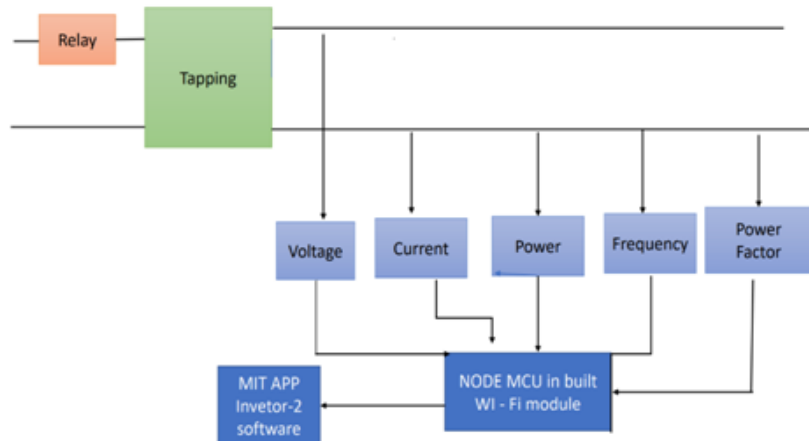 Relay
Tapping
Voltage
Current
Power
Frequency
Power
Factor
MIT APP
Invetor-2
software
NODE MCU in built
WI - Fi module